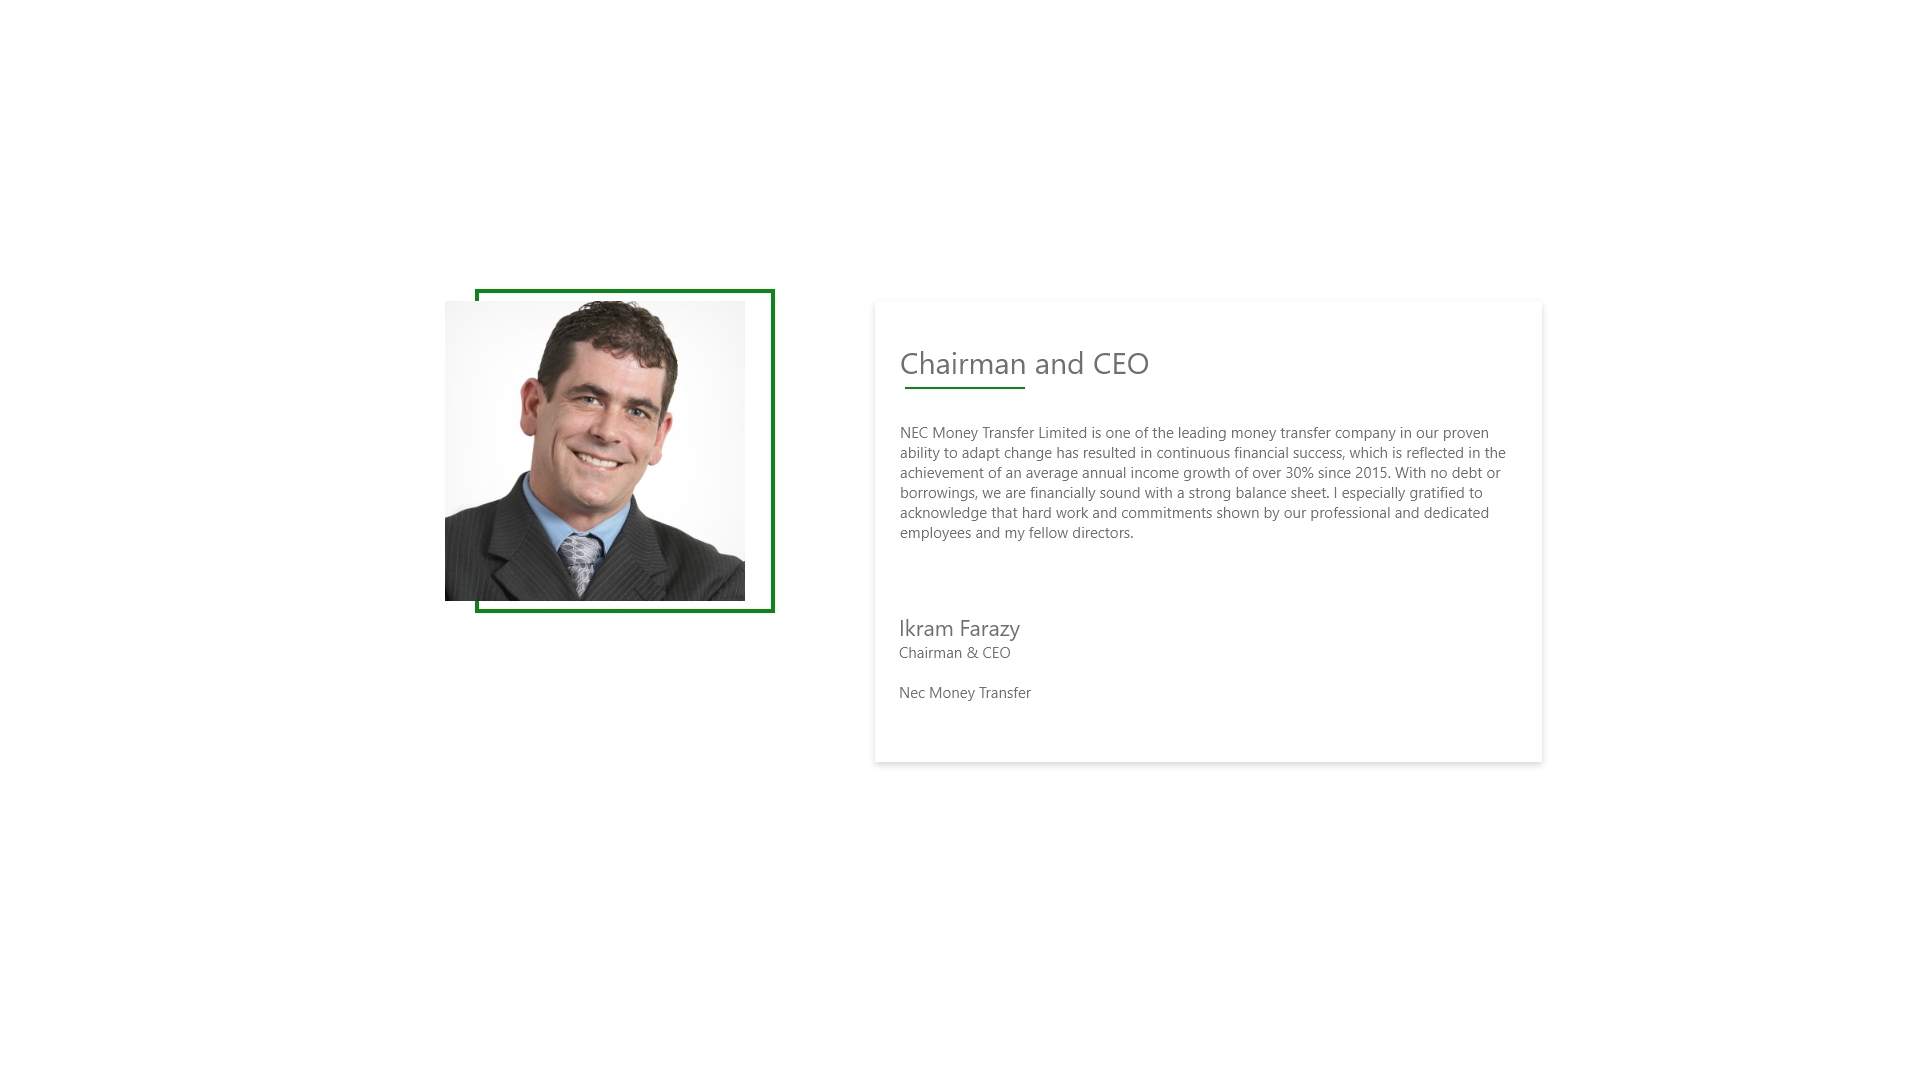 Chairman and CEO
NEC Money Transfer Limited is one of the leading money transfer company in our proven
ability to adapt change has resulted in continuous financial success, which is reflected in the
achievement of an average annual income growth of over 30% since 2015. With no debt or
borrowings, we are financially sound with a strong balance sheet. I especially gratified to
acknowledge that hard work and commitments shown by our professional and dedicated
employees and my fellow directors.
Ikram Farazy
Chairman & CEO
Nec Money Transfer